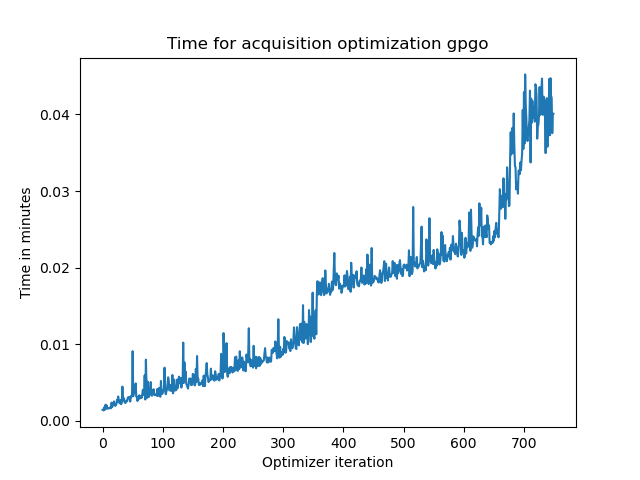 Time for acquisition optimization gpgo
0.04
0.03
0.02
0.01
0.00
Time in minutes
0 100 200 300 400 500 600 700
Optimizer iteration